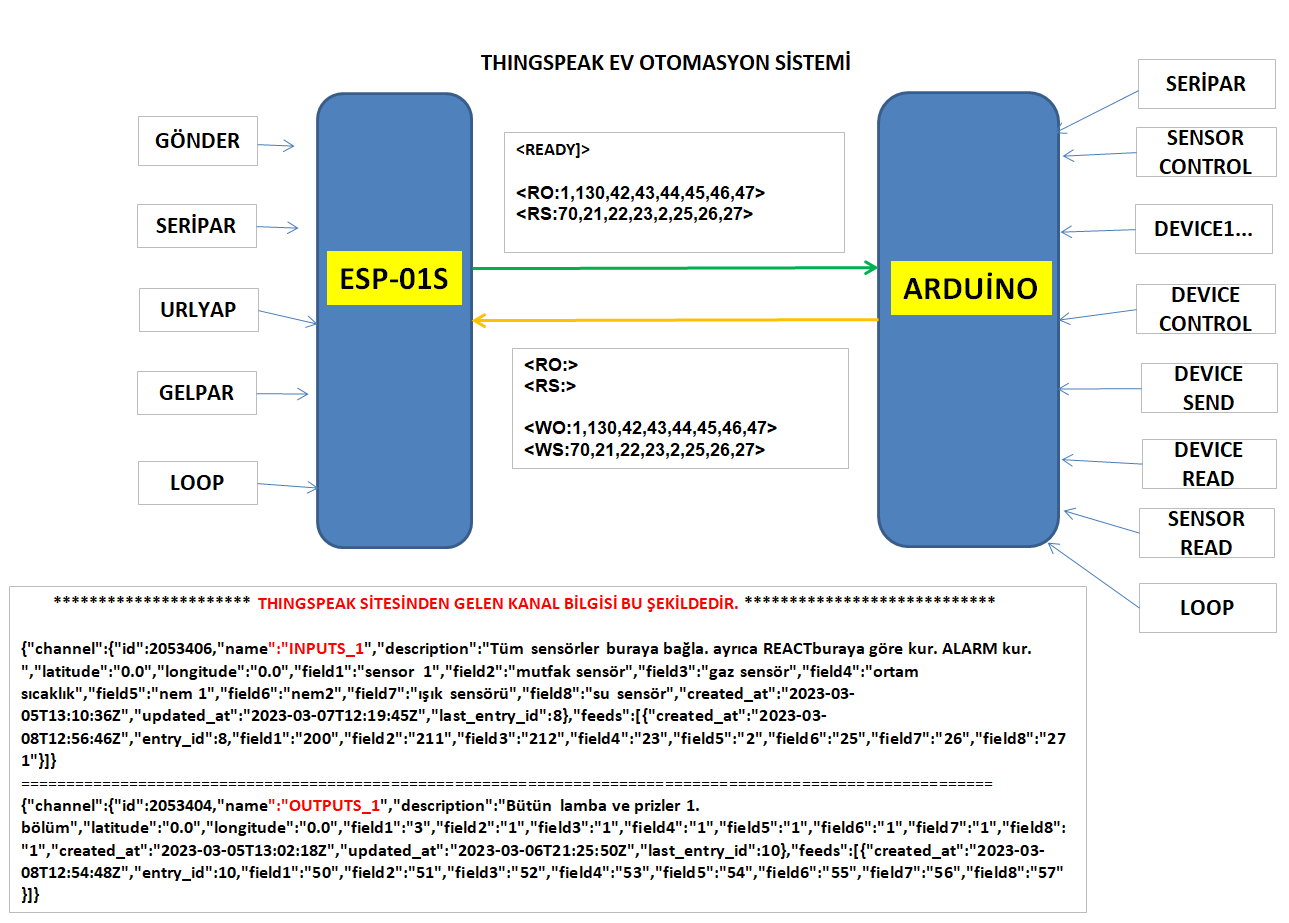 THINGSPEAK EV OTOMASYON SİSTEMİ
GÖNDER
SERİPAR
URLYAP
GELPAR
LOOP
ESP-01S
<READY]>
<RO:1,130,42,43,44,45,46,47>
<RS:70,21,22,23,2,25,26,27>
<RO:>
<RS:>
<WO:1,130,42,43,44,45,46,47>
<WS:70,21,22,23,2,25,26,27>
ARDUİNO
SERİPAR
SENSOR
CONTROL
DEVICE1...
DEVICE
CONTROL
DEVICE
SEND
DEVICE
READ
SENSOR
READ
LOOP
********************** THINGSPEAK SİTESİNDEN GELEN KANAL BİLGİSİ BU ŞEKİLDEDİR. ****************************
{"channel":{"id":2053406,"name":"INPUTS_1","description":"Tüm sensörler buraya bağla. ayrıca REACTburaya göre kur. ALARM kur.
","latitude":"0.0","longitude":"0.0","field1":"sensor 1","field2":"mutfak sensör","field3":"gaz sensör","field4":"ortam
sıcaklık","field5":"nem 1","field6":"nem2","field7":"ışık sensörü","field8":"su sensör","created_at":"2023-03-
05T13:10:36Z","updated_at":"2023-03-07T12:19:45Z","last_entry_id":8},"feeds":[{"created_at":"2023-03-
08T12:56:46Z","entry_id":8,"field1":"200","field2":"211","field3":"212","field4":"23","field5":"2","field6":"25","field7":"26","field8":"27
1"}]}
=============================================================================================================
{"channel":{"id":2053404,"name":"OUTPUTS_1","description":"Bütün lamba ve prizler 1.
bölüm","latitude":"0.0","longitude":"0.0","field1":"3","field2":"1","field3":"1","field4":"1","field5":"1","field6":"1","field7":"1","field8":
"1","created_at":"2023-03-05T13:02:18Z","updated_at":"2023-03-06T21:25:50Z","last_entry_id":10},"feeds":[{"created_at":"2023-03-
08T12:54:48Z","entry_id":10,"field1":"50","field2":"51","field3":"52","field4":"53","field5":"54","field6":"55","field7":"56","field8":"57"
}]}